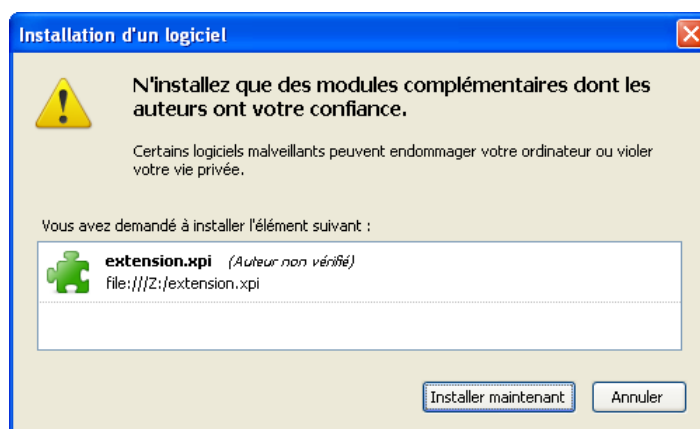 Installation d'un logiciel
N'installez que des modules complémentaires dont les
auteurs ont votre confiance.
Certains logiciels malveillants peuvent endommager votre ordinateur ou violer
votre vie privée.
Vous avez demandé à installer l'élément suivant :
extension.xpi (Auteur non vérifié)
file:///Z:/extension.xpi
Installer maintenant Annuler